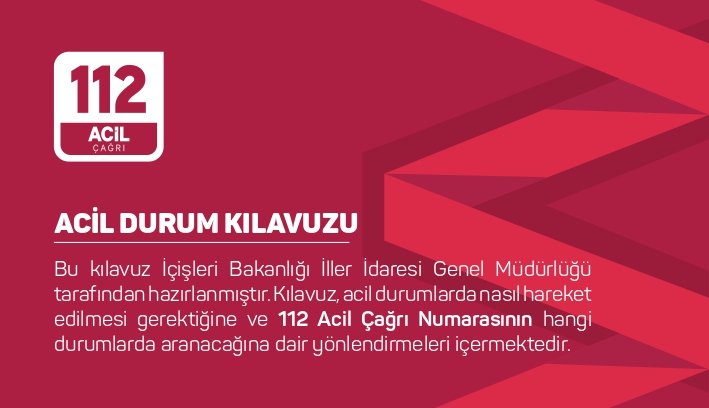 112
ACİL
ÇAĞRI
ACİL DURUM KILAVUZU
Bu kılavuz İçişleri Bakanlığı İller İdaresi Genel Müdürlüğü
tarafından hazırlanmıştır. Kılavuz, acil durumlarda nasıl hareket
edilmesi gerektiğine ve 112 Acil Çağrı Numarasının hangi
durumlarda aranacağına dair yönlendirmeleri içermektedir.